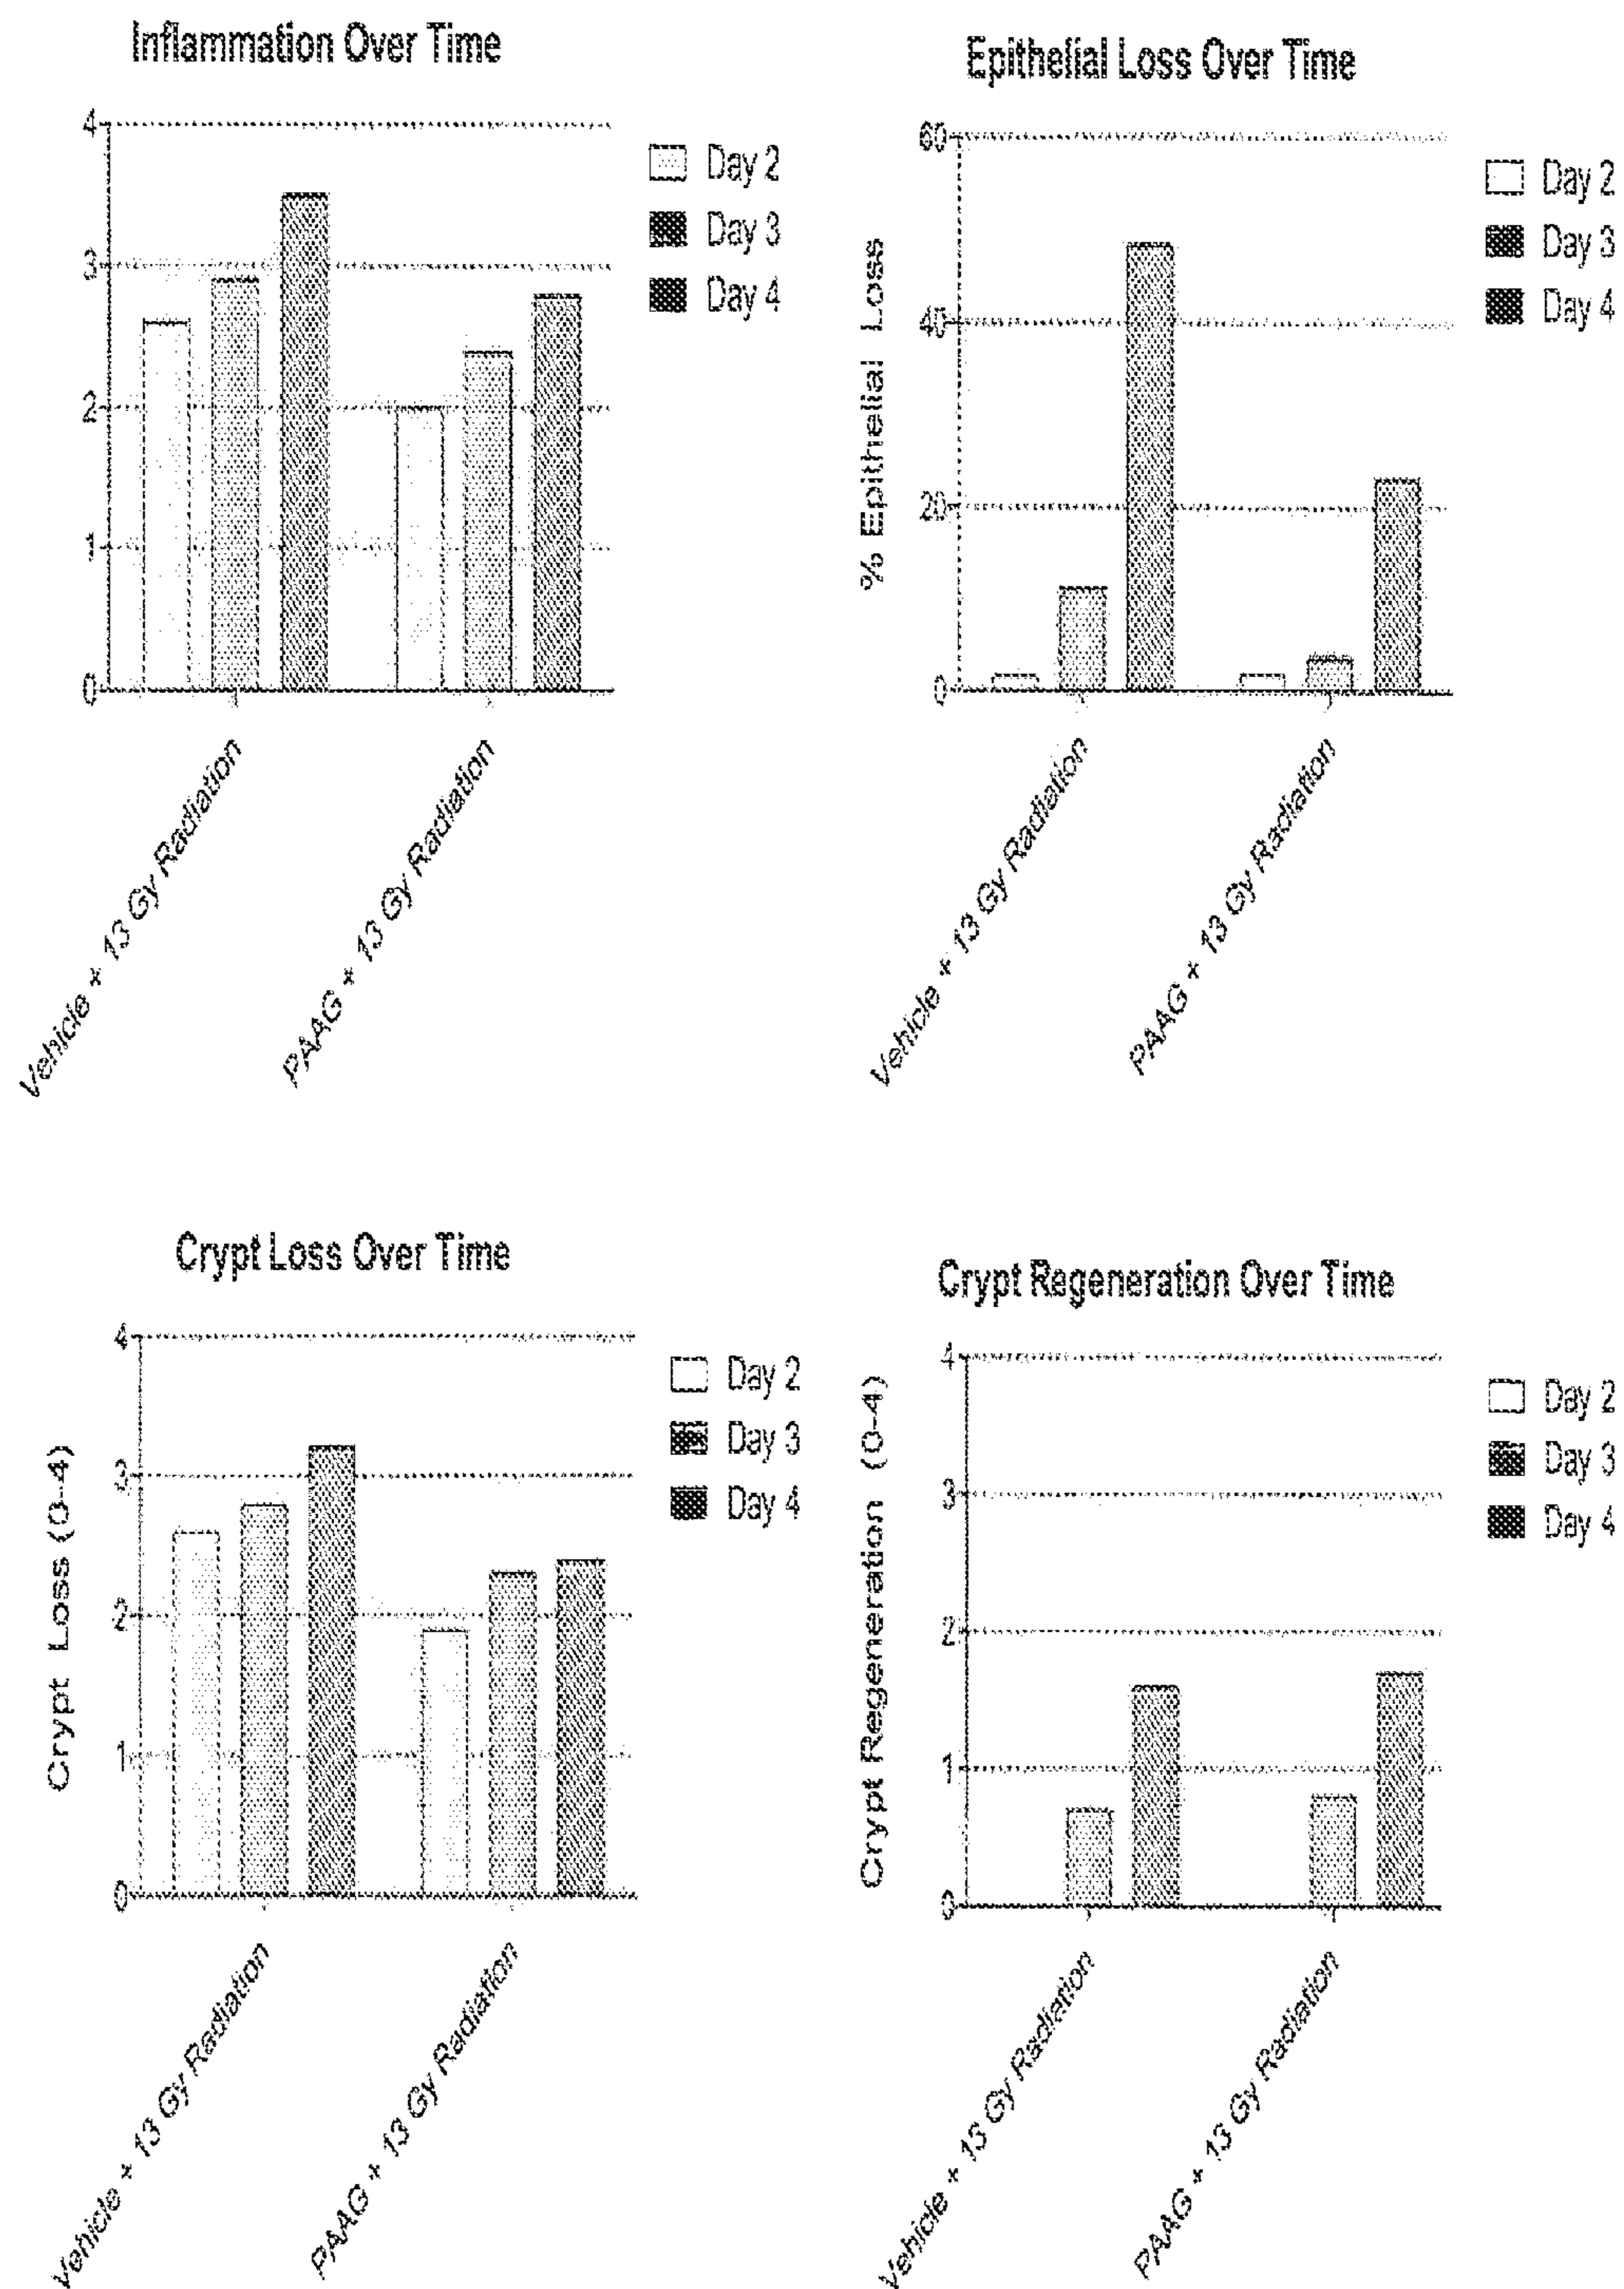 Inflammation Over Time
4
3
2
1
0
Day 2
Day 3
Day 4
Vehicle + 13 Gy Radiation
PAAG + 13 Gy Radiation
Epithelial Loss Over Time
% Epithelial Loss
60
40
20
0
Day 2
Day 3
Day 4
Vehicle + 13 Gy Radiation
PAAG + 13 Gy Radiation
Crypt Loss Over Time
Crypt Loss (0-4)
4
3
2
1
0
Day 2
Day 3
Day 4
Vehicle + 13 Gy Radiation
PAAG + 13 Gy Radiation
Crypt Regeneration Over Time
Crypt Regeneration (0-4)
4
3
2
1
0
Day 2
Day 3
Day 4
Vehicle + 13 Gy Radiation
PAAG + 13 Gy Radiation